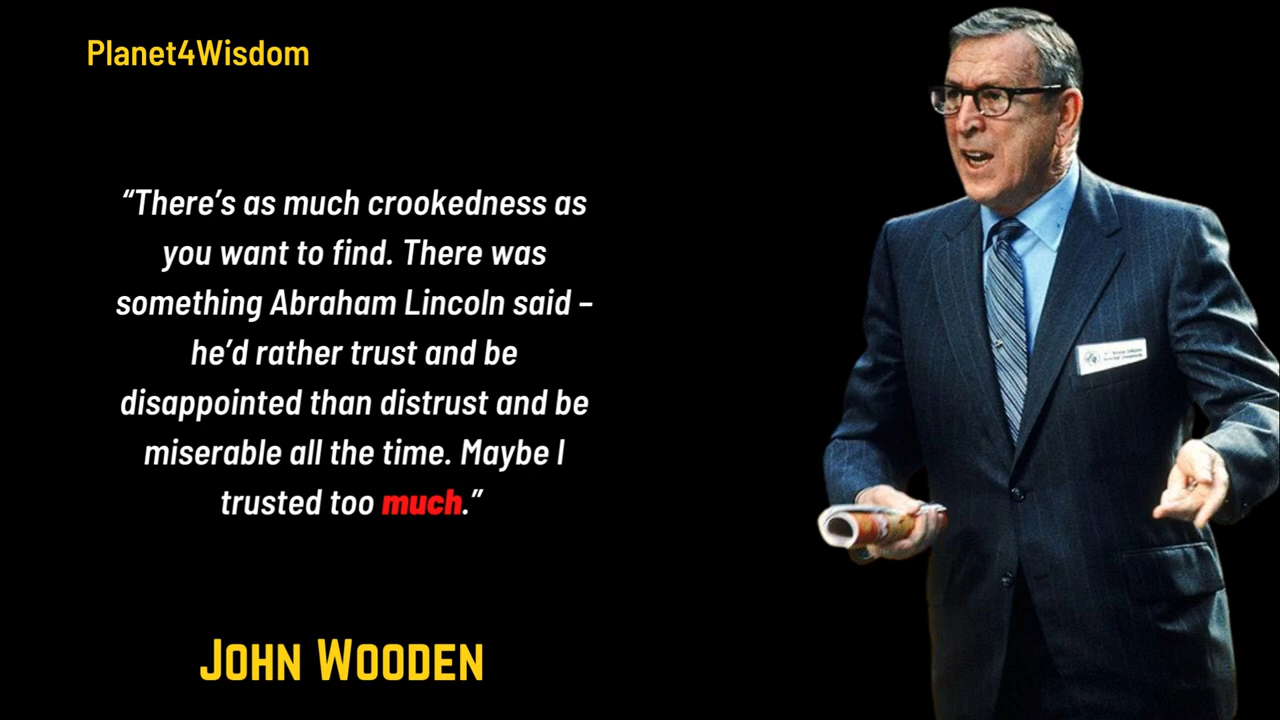 Planet4Wisdom
“There’s as much crookedness as
you want to find. There was
something Abraham Lincoln said –
he’d rather trust and be
disappointed than distrust and be
miserable all the time. Maybe I
trusted too much.”
John Wooden